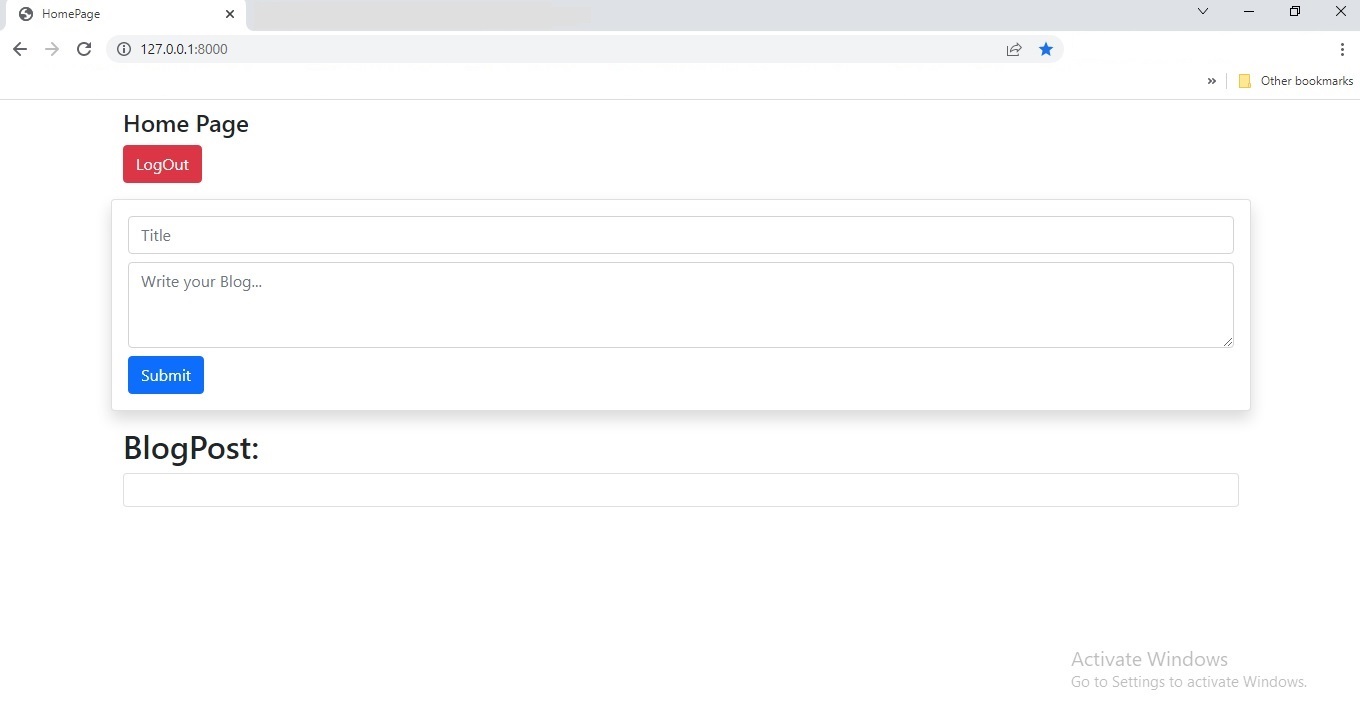 HomePage
127.0.0.1:8000
» Other bookmarks
Home Page
LogOut
Title
Write your Blog...
Submit
BlogPost:
Activate Windows
Go to Settings to activate Windows.